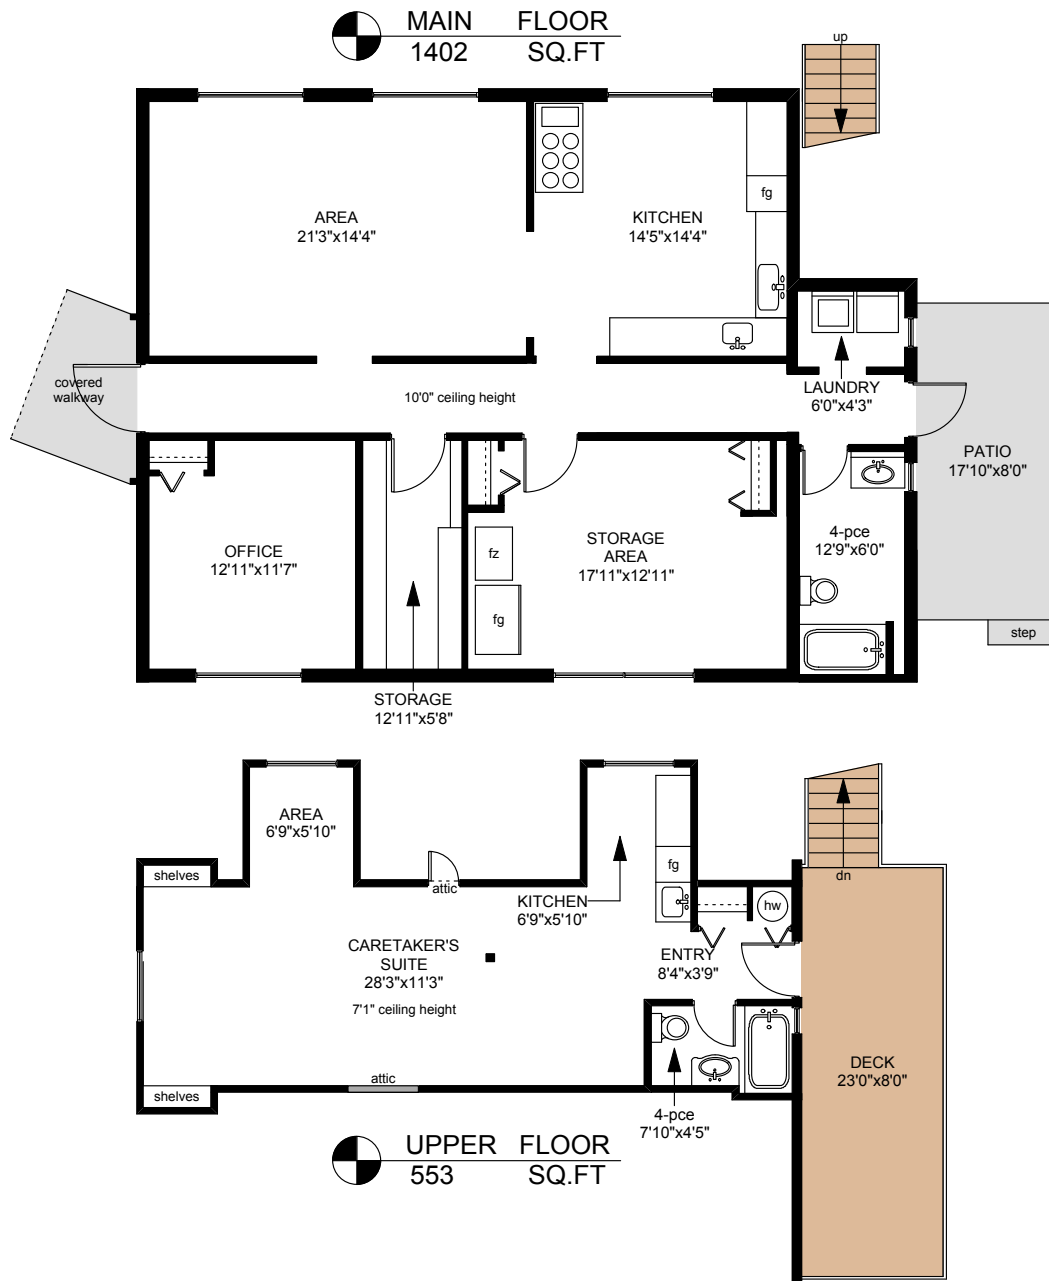 MAIN FLOOR
1402 SQ.FT
up
AREA
21'3"x14'4"
KITCHEN
14'5"x14'4"
fg
covered
walkway
10'0" ceiling height
LAUNDRY
6'0"x4'3"
PATIO
17'10"x8'0"
OFFICE
12'11"x11'7"
fz
fg
STORAGE
AREA
17'11"x12'11"
4-pce
12'9"x6'0"
step
STORAGE
12'11"x5'8"
AREA
6'9"x5'10"
shelves
attic
fg
KITCHEN
6'9"x5'10"
hw
dn
CARETAKER'S
SUITE
28'3"x11'3"
7'1" ceiling height
ENTRY
8'4"x3'9"
DECK
23'0"x8'0"
attic
shelves
4-pce
7'10"x4'5"
UPPER FLOOR
553 SQ.FT